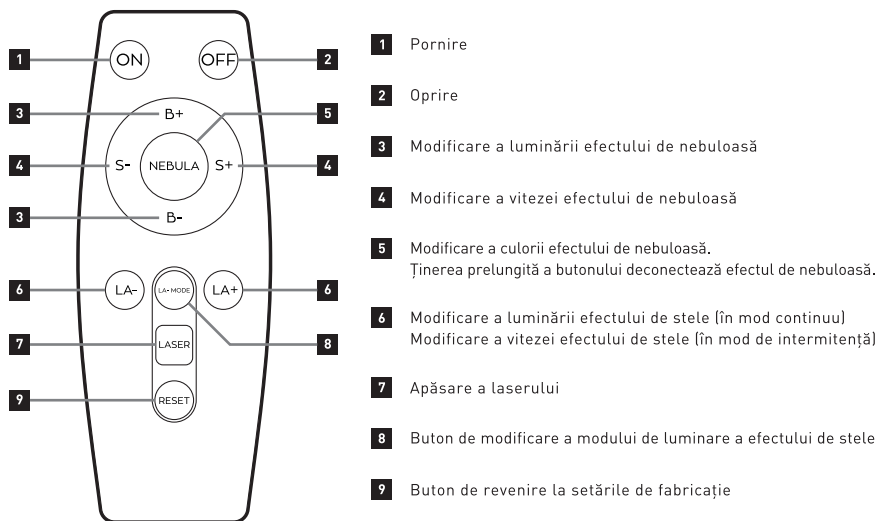 1 ON OFF 2
3 B+ 5
4 S- NEBULA S+ 4
3 B-
6 LA- LA-MODE LA+ 6
7 LASER 8
9 RESET
1 Pornire
2 Oprire
3 Modificare a luminării efectului de nebuloasă
4 Modificare a vitezei efectului de nebuloasă
5 Modificare a culorii efectului de nebuloasă.
Ținerea prelungită a butonului deconectează efectul de nebuloasă.
6 Modificare a luminării efectului de stele (în mod continuu)
Modificare a vitezei efectului de stele (în mod de intermitență)
7 Apăsare a laserului
8 Buton de modificare a modului de luminare a efectului de stele
9 Buton de revenire la setările de fabricație